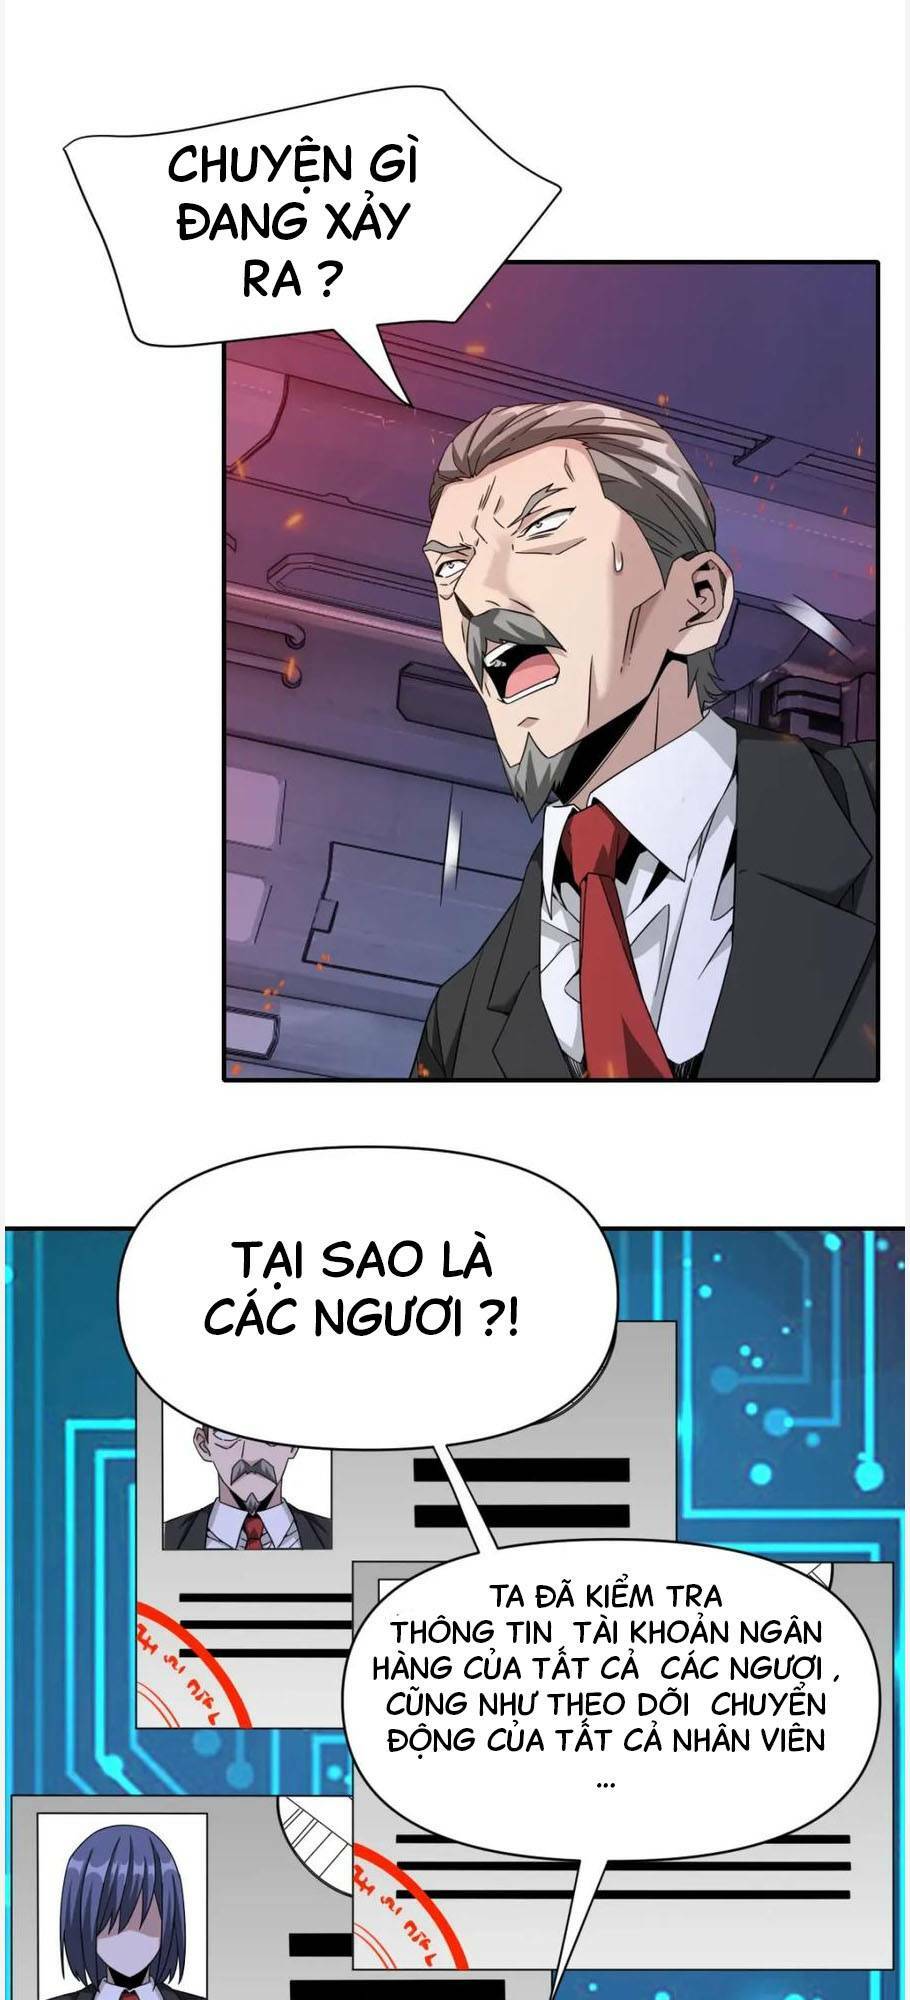 CHUYỆN GÌ
ĐANG XẢY
RA ?
TẠI SAO LÀ
CÁC NGƯƠI ?!
TA ĐÃ KIỂM TRA
THÔNG TIN TÀI KHOẢN NGÂN
HÀNG CỦA TẤT CẢ CÁC NGƯƠI ,
CŨNG NHƯ THEO DÕI CHUYỂN
ĐỘNG CỦA TẤT CẢ NHÂN VIÊN
...